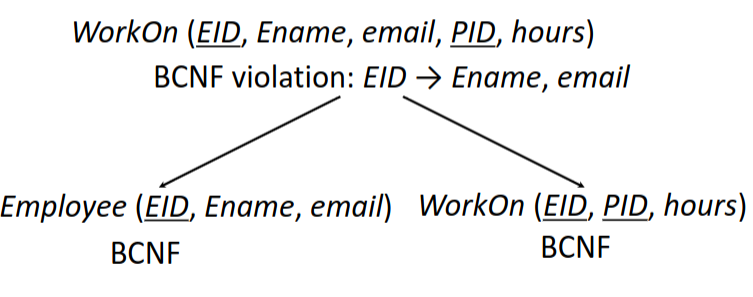 WorkOn (EID, Ename, email, PID, hours)
BCNF violation: EID → Ename, email
Employee (EID, Ename, email) WorkOn (EID, PID, hours)
BCNF BCNF